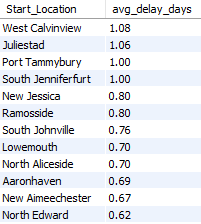 Start_Location avg_delay_days
West Calvinview 1.08
Juliestad 1.06
Port Tammybury 1.00
South Jenniferfurt 1.00
New Jessica 0.80
Ramosside 0.80
South Johnville 0.76
Lowemouth 0.70
North Aliceside 0.70
Aaronhaven 0.69
New Aimeechester 0.67
North Edward 0.62